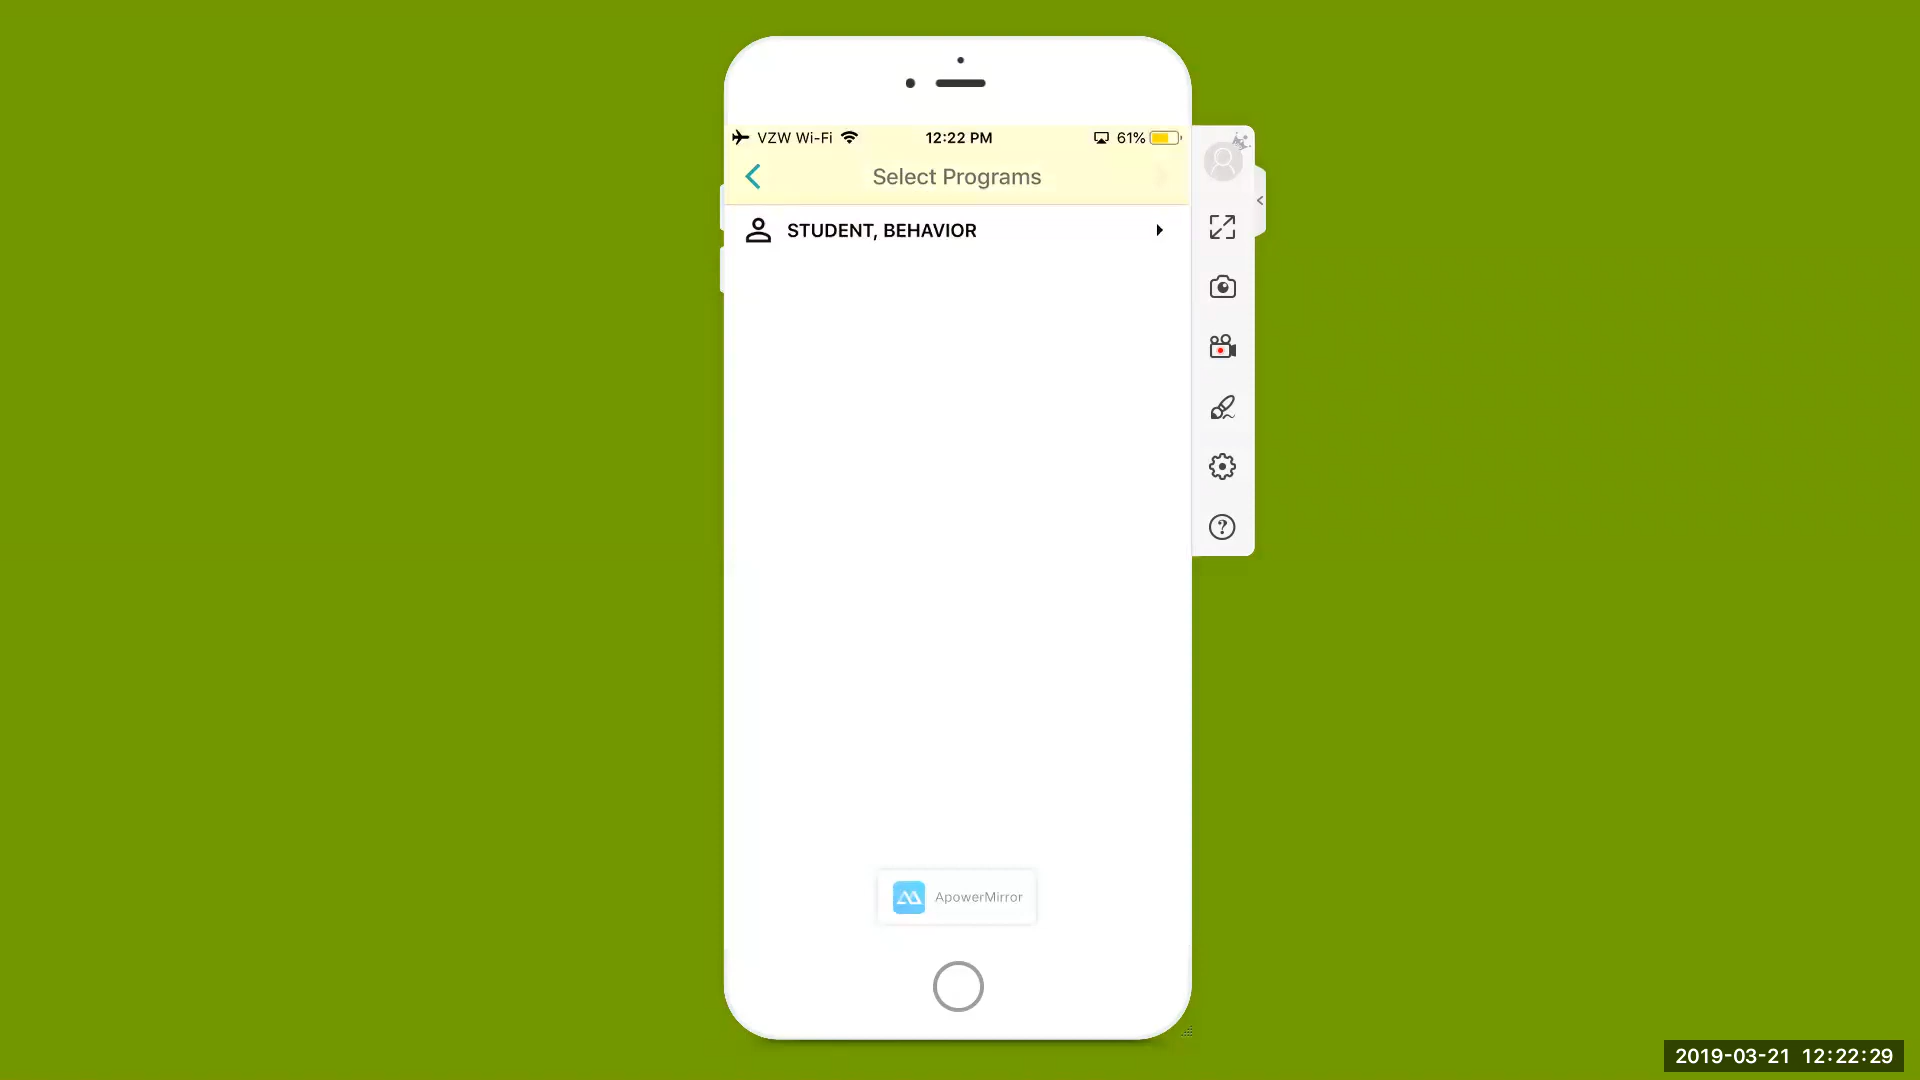 VZW Wi-Fi 12:22 PM 61%
Select Programs
STUDENT, BEHAVIOR
ApowerMirror
2019-03-21 12:22:29